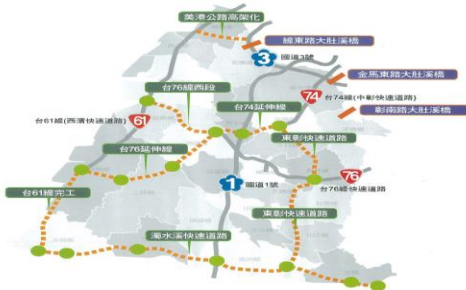 美港公路高架化
線東路大肚溪橋
3
國道3號
金馬東路大肚溪橋
台76線西段
74
台74線(中彰快速道路)
台74延伸線
彰南路大肚溪橋
61
台61線(西濱快速道路)
台76延伸線
東彰快速道路
76
台76線快速道路
1
國道1號
台61線完工
東彰快速道路
濁水溪快速道路